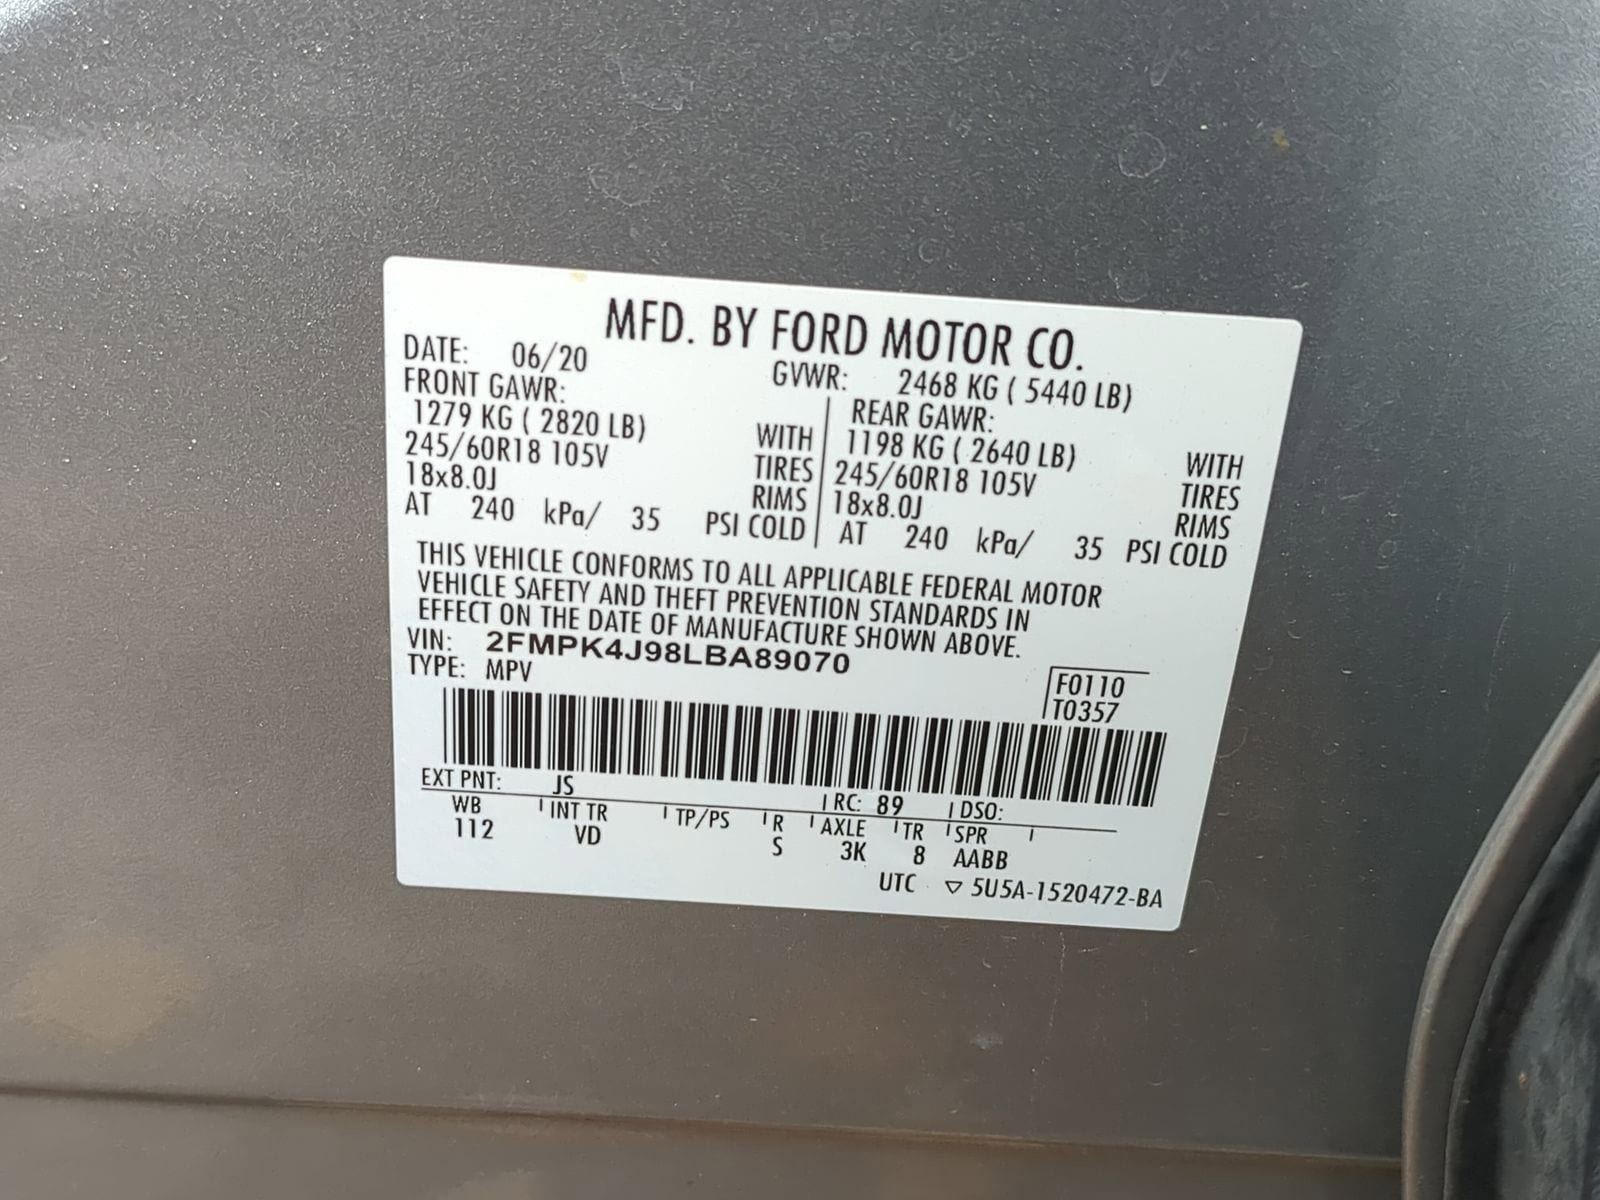 MFD. BY FORD MOTOR CO.
DATE: 06/20 GVWR: 2468 KG ( 5440 LB)
FRONT GAWR: REAR GAWR:
1279 KG ( 2820 LB) WITH 1198 KG ( 2640 LB) WITH
245/60R18 105V TIRES 245/60R18 105V TIRES
18x8.0J RIMS 18x8.0J RIMS
AT 240 kPa/ 35 PSI COLD AT 240 kPa/ 35 PSI COLD
THIS VEHICLE CONFORMS TO ALL APPLICABLE FEDERAL MOTOR
VEHICLE SAFETY AND THEFT PREVENTION STANDARDS IN
EFFECT ON THE DATE OF MANUFACTURE SHOWN ABOVE.
VIN: 2FMPK4J98LBA89070
TYPE: MPV
F0110
T0357
EXT PNT: JS RC: 89 DSO:
WB INT TR TP/PS R AXLE TR SPR
112 VD S 3K 8 AABB
UTC ▽ 5U5A-1520472-BA